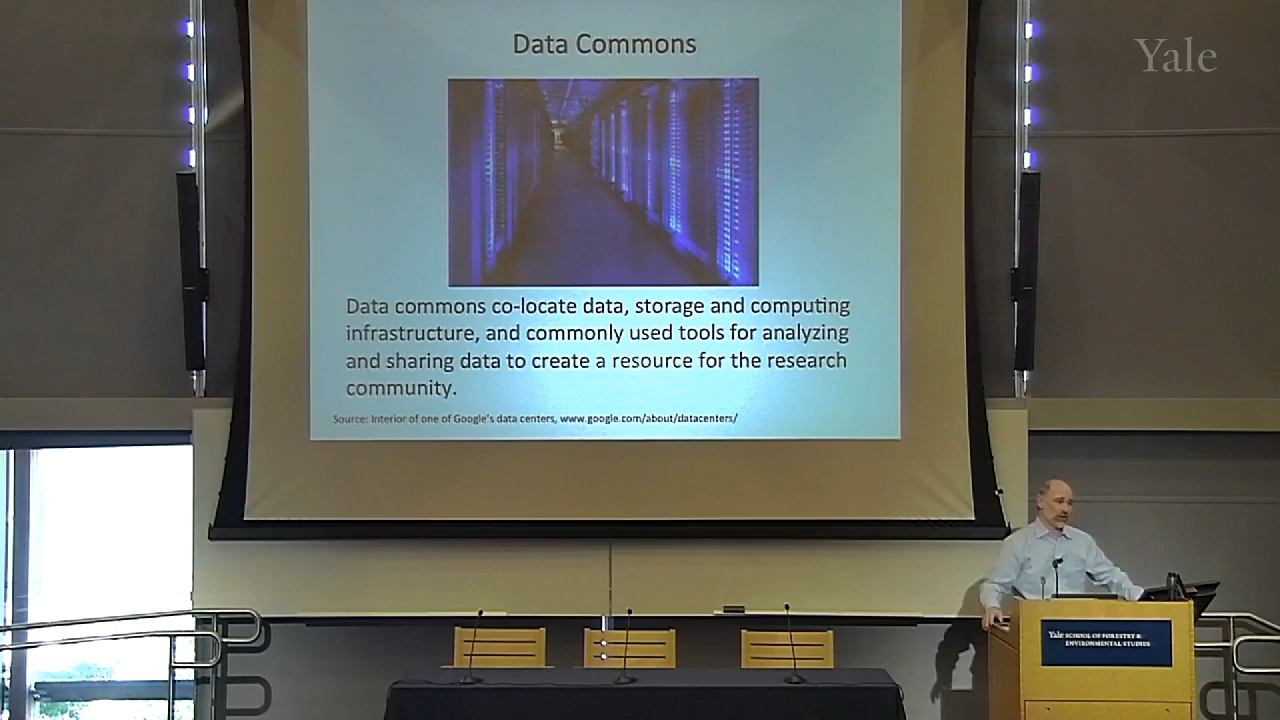 Data Commons
Yale
Data commons co-locate data, storage and computing
infrastructure, and commonly used tools for analyzing
and sharing data to create a resource for the research
community.
Source: Interior of one of Google's data centers, www.google.com/about/datacenters/
Yale SCHOOL OF FORESTRY &
ENVIRONMENTAL STUDIES